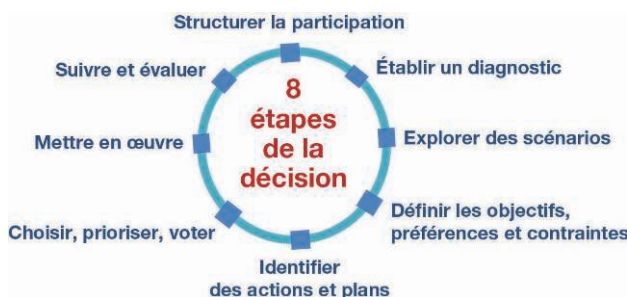 Structurer la participation
Suivre et évaluer
Établir un diagnostic
8
étapes
de la
décision
Mettre en œuvre
Explorer des scénarios
Définir les objectifs,
préférences et contraintes
Choisir, prioriser, voter
Identifier
des actions et plans